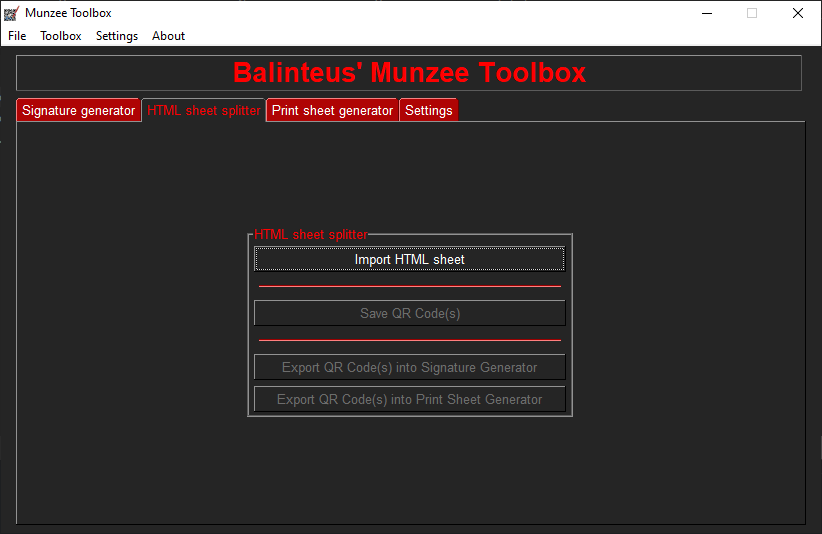 Munzee Toolbox
File Toolbox Settings About
Balinteus' Munzee Toolbox
Signature generator HTML sheet splitter Print sheet generator Settings
HTML sheet splitter
Import HTML sheet
Save QR Code(s)
Export QR Code(s) into Signature Generator
Export QR Code(s) into Print Sheet Generator